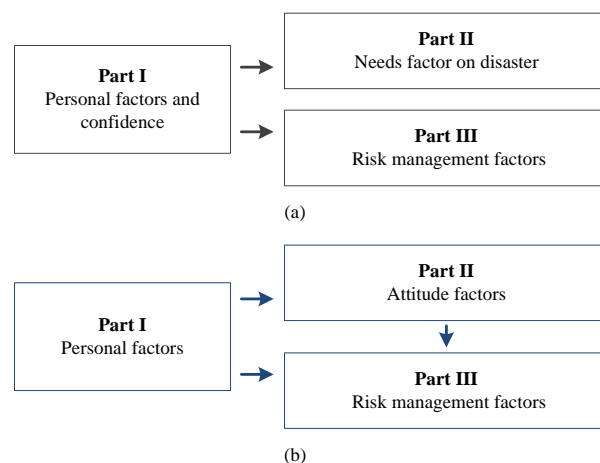 Part I
Personal factors and
confidence
Part II
Needs factor on disaster
Part III
Risk management factors
(a)
Part I
Personal factors
Part II
Attitude factors
Part III
Risk management factors
(b)